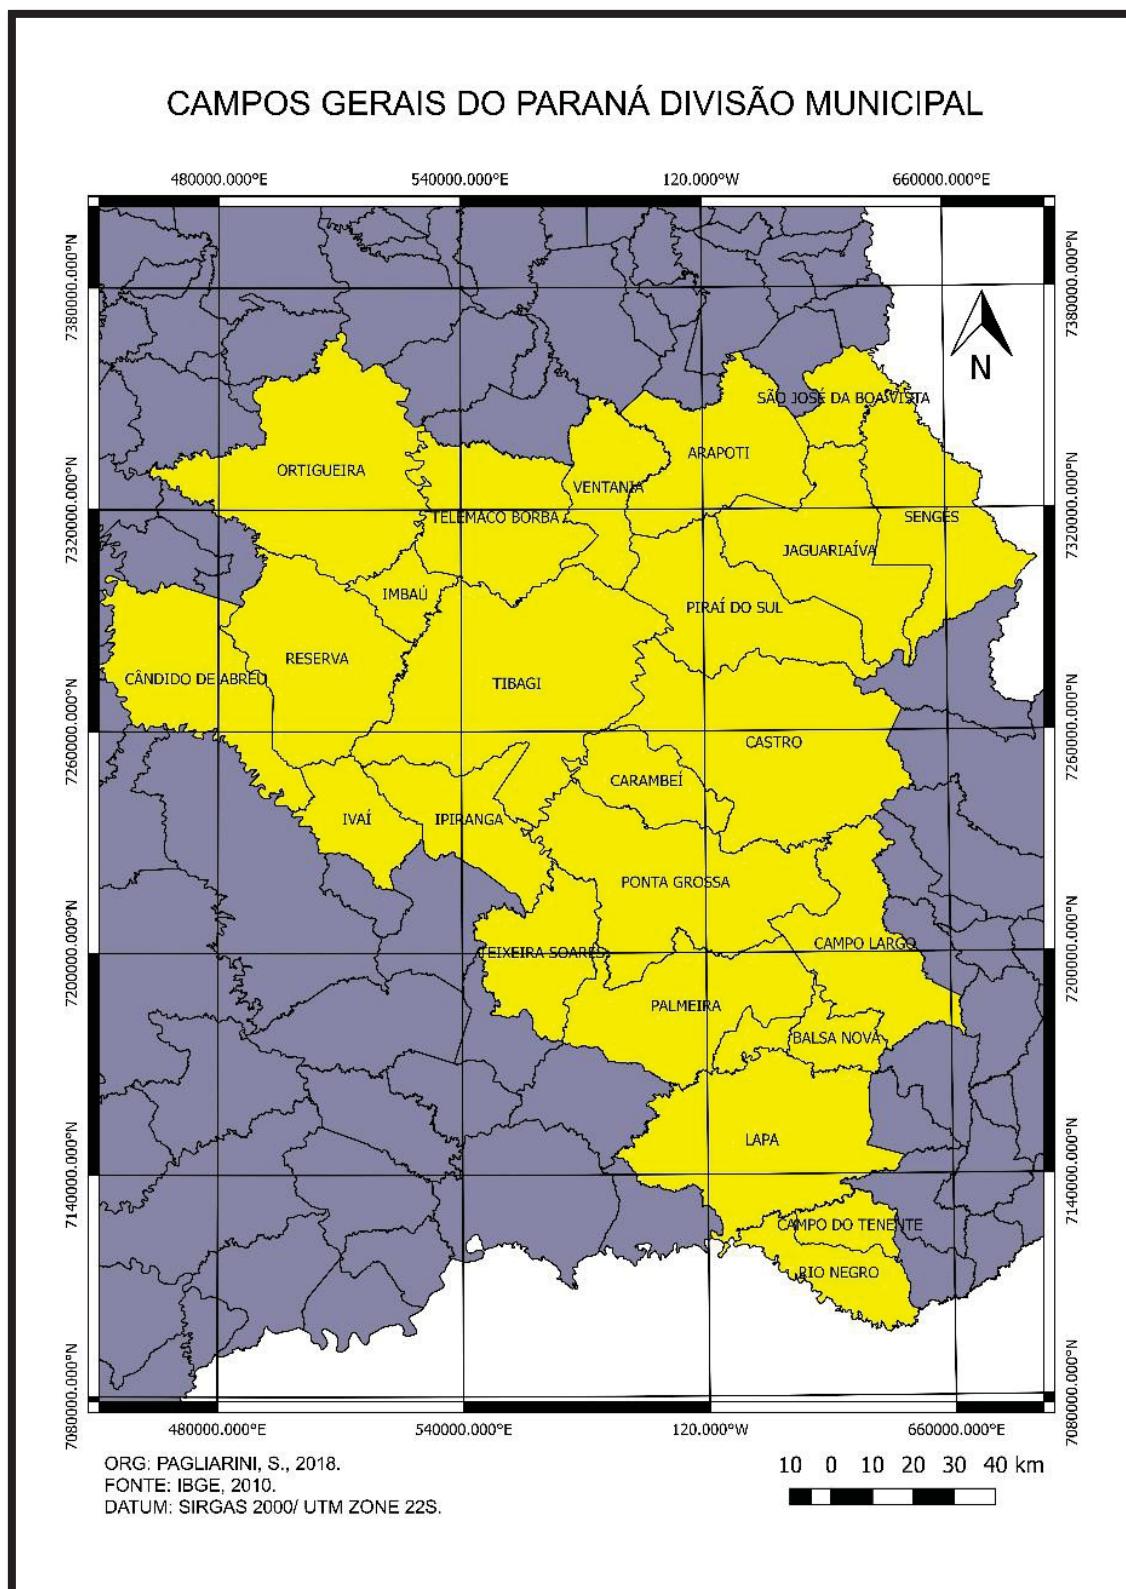 CAMPOS GERAIS DO PARANÁ DIVISÃO MUNICIPAL
480000.000°E 540000.000°E 120.000°W 660000.000°E
7380000.000°N 7380000.000°N
N
SÃO JOSÉ DA BOA VISTA
ARAPOTI
ORTIGUEIRA
VENTANIA
7320000.000°N 7320000.000°N
TELEMACO BORBA
SENGÉS
JAGUARIAÍVA
IMBAÚ
PIRAÍ DO SUL
RESERVA
CÂNDIDO DE ABREU
TIBAGI
7260000.000°N 7260000.000°N
CASTRO
CARAMBEÍ
IVAÍ
IPIRANGA
PONTA GROSSA
CAMPO LARGO
7200000.000°N 7200000.000°N
TEIXEIRA SOARES
PALMEIRA
BALSA NOVA
LAPA
7140000.000°N 7140000.000°N
CAMPO DO TENENTE
RIO NEGRO
7080000.000°N 7080000.000°N
480000.000°E 540000.000°E 120.000°W 660000.000°E
ORG: PAGLIARINI, S., 2018.
FONTE: IBGE, 2010.
DATUM: SIRGAS 2000/ UTM ZONE 22S.
10 0 10 20 30 40 km